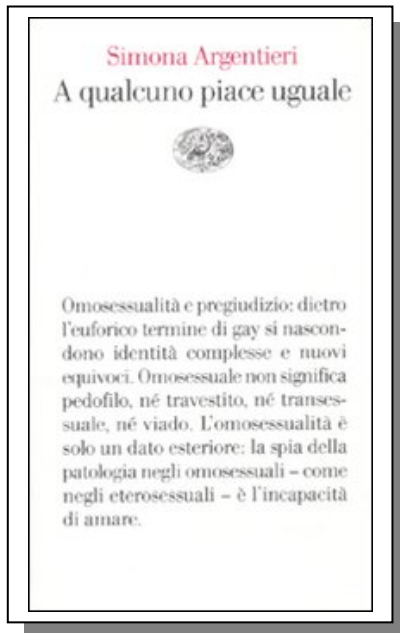 Simona Argentieri
A qualcuno piace uguale
Omosessualità e pregiudizio: dietro
l'euforico termine di gay si nascon-
dono identità complesse e nuovi
equivoci. Omosessuale non significa
pedofilo, né travestito, né transes-
suale, né viado. L'omosessualità è
solo un dato esteriore: la spia della
patologia negli omosessuali – come
negli eterosessuali – è l'incapacità
di amare.